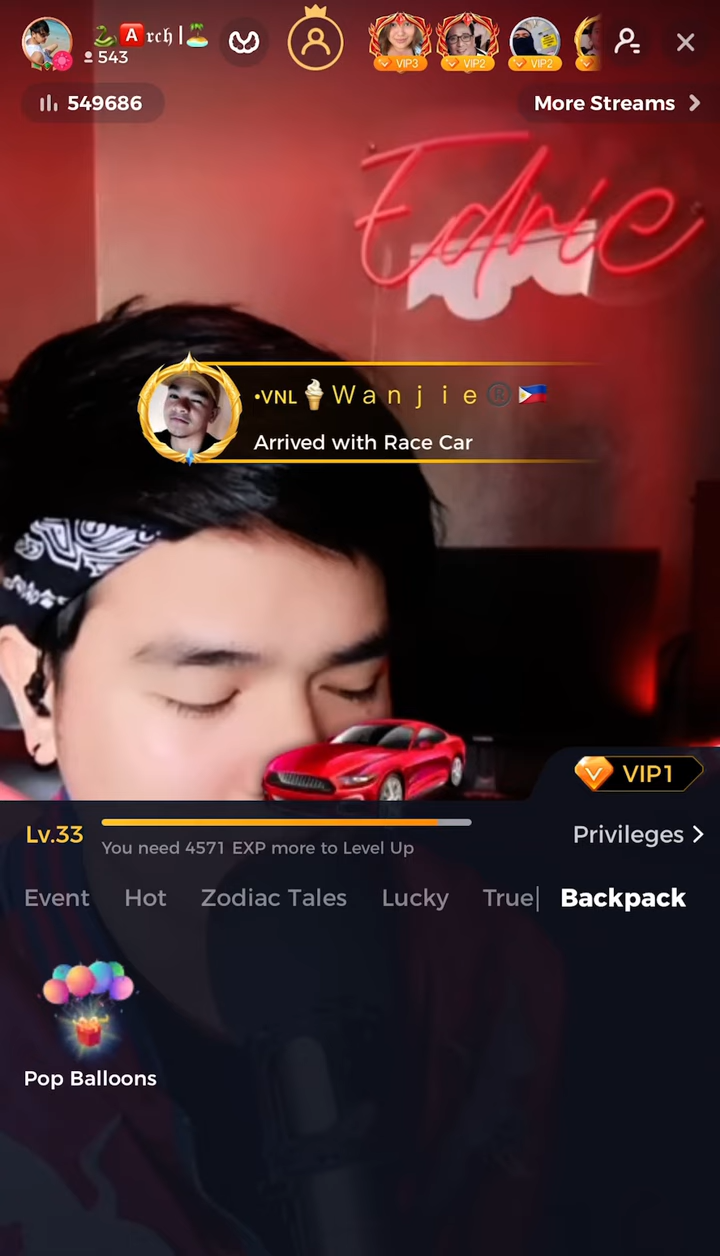 🐍🅰️𝔯𝔠𝔥 |🏝️
543
VIP3
VIP2
VIP2
549686
More Streams
Edric
•VNL🍦W a n j i e ®️ 🇵🇭
Arrived with Race Car
VIP1
Lv.33
You need 4571 EXP more to Level Up
Privileges
Event Hot Zodiac Tales Lucky True| Backpack
Pop Balloons